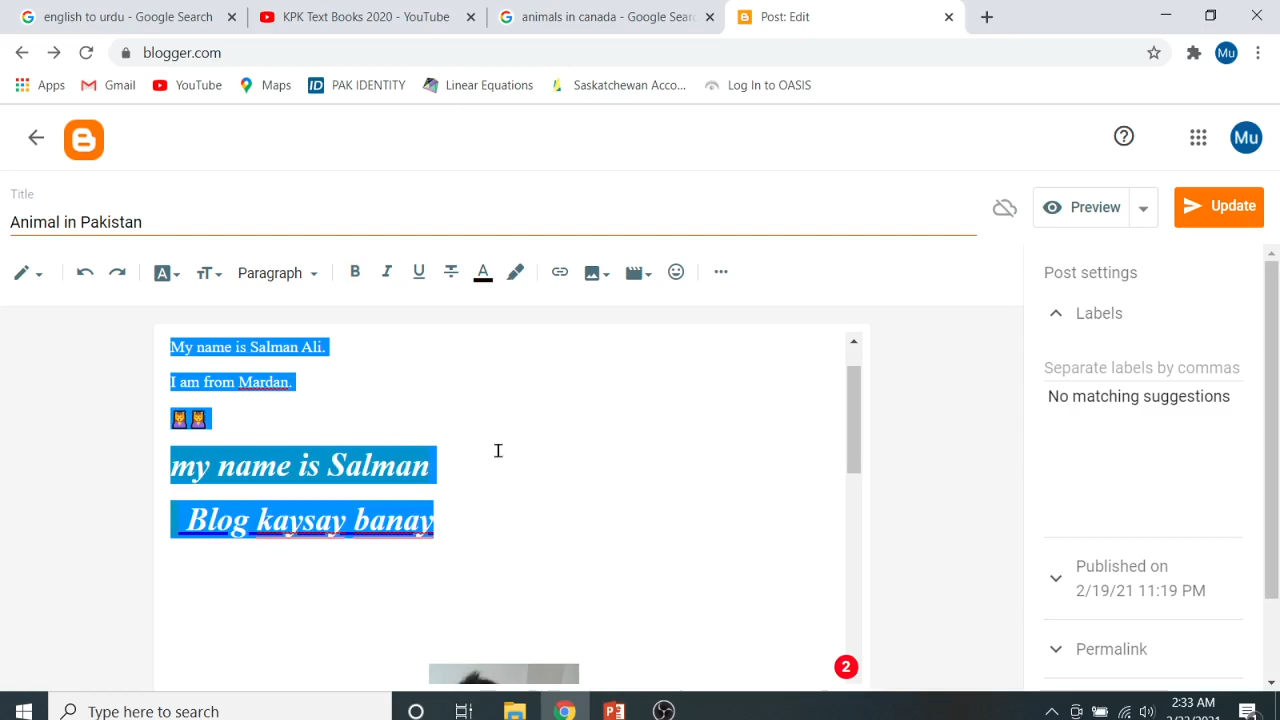 english to urdu - Google Search
KPK Text Books 2020 - YouTube
animals in canada - Google Sear
Post: Edit
blogger.com
Mu
Apps
Gmail
YouTube
Maps
ID PAK IDENTITY
Linear Equations
Saskatchewan Acco...
Log In to OASIS
Mu
Title
Animal in Pakistan
Preview
Update
Paragraph
B I U A
Post settings
Labels
Separate labels by commas
No matching suggestions
My name is Salman Ali.
I am from Mardan.
my name is Salman
Blog kaysay banay
Published on
2/19/21 11:19 PM
Permalink
2
Type here to search
2:33 AM